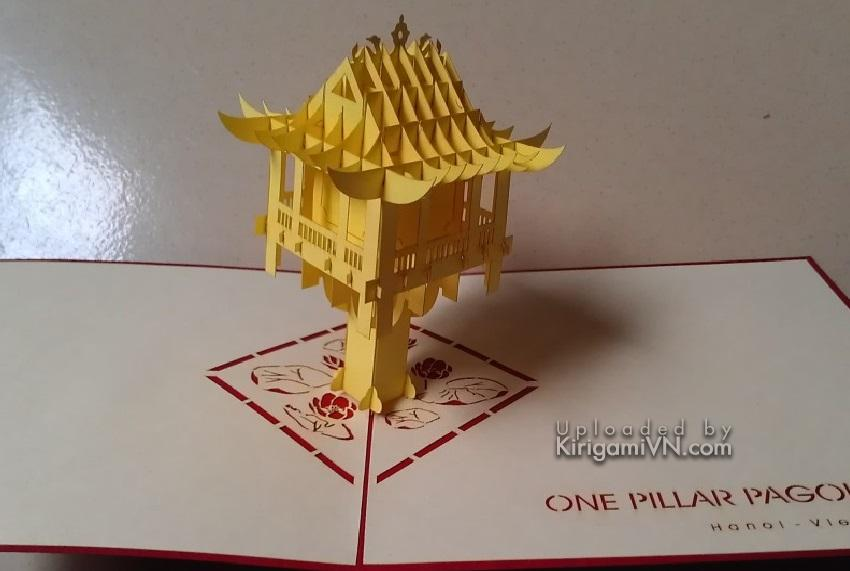 Uploaded by
KirigamiVN.com
ONE PILLAR PAGO
Hanoi - Vie